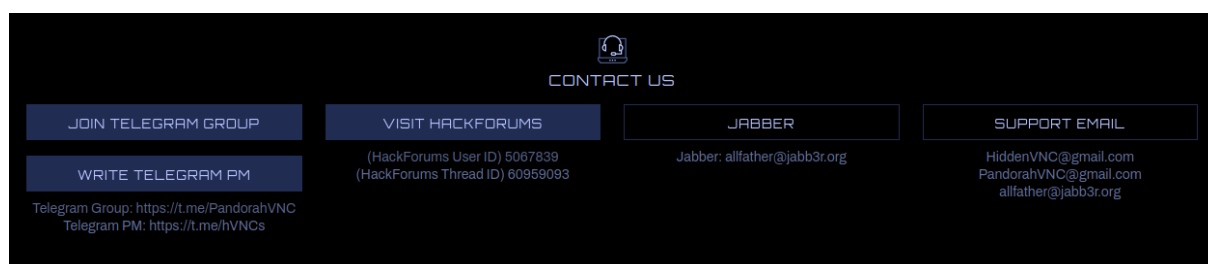 CONTACT US
JOIN TELEGRAM GROUP
WRITE TELEGRAM PM
Telegram Group: https://t.me/PandorahVNC
Telegram PM: https://t.me/hVNCs
VISIT HACKFORUMS
(HackForums User ID) 5067839
(HackForums Thread ID) 60959093
JABBER
Jabber: allfather@jabb3r.org
SUPPORT EMAIL
HiddenVNC@gmail.com
PandorahVNC@gmail.com
allfather@jabb3r.org